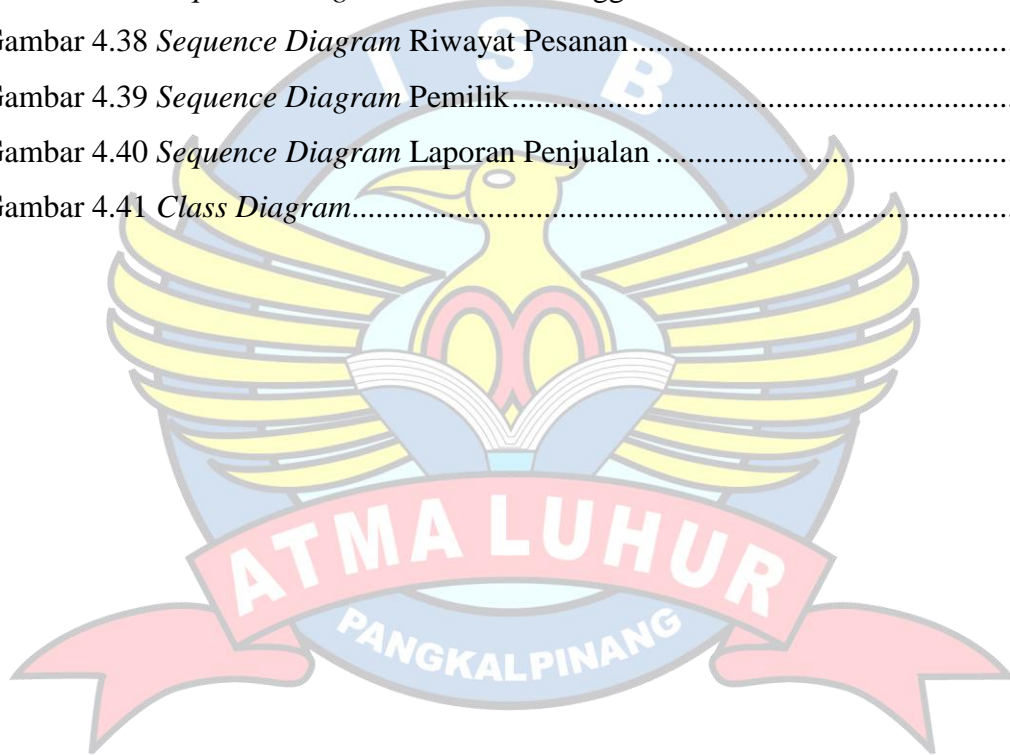 Gambar 4.38 Sequence Diagram Riwayat Pesanan
Gambar 4.39 Sequence Diagram Pemilik
Gambar 4.40 Sequence Diagram Laporan Penjualan
Gambar 4.41 Class Diagram
ISB
ATMA LUHUR
PANGKALPINANG